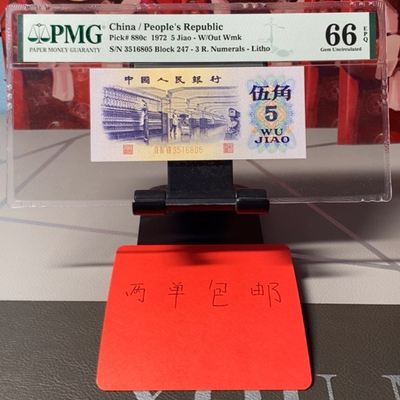 PMG
PAPER MONEY GUARANTY
China / People's Republic
Pick# 880c 1972 5 Jiao - W/Out Wmk
S/N 3516805 Block 247 - 3 R. Numerals - Litho
66 EPQ
Gem Uncirculated
中國人民銀行
伍角
5
WU
JIAO
3516805
两单包邮